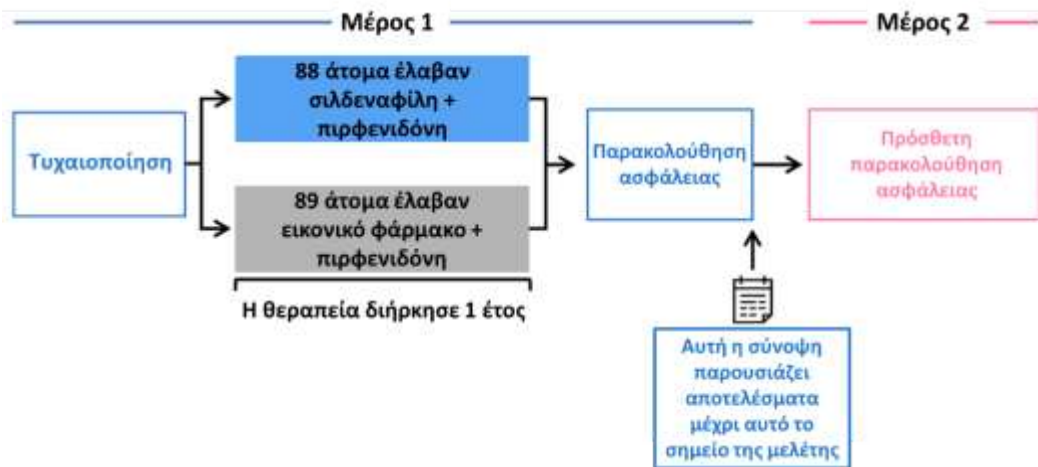 Μέρος 1
Μέρος 2
88 άτομα έλαβαν
σιλδεναφίλη +
πιρφενιδόνη
Τυχαιοποίηση
89 άτομα έλαβαν
εικονικό φάρμακο +
πιρφενιδόνη
Παρακολούθηση
ασφάλειας
Πρόσθετη
παρακολούθηση
ασφάλειας
Η θεραπεία διήρκησε 1 έτος
Αυτή η σύνοψη
παρουσιάζει
αποτελέσματα
μέχρι αυτό το
σημείο της μελέτης